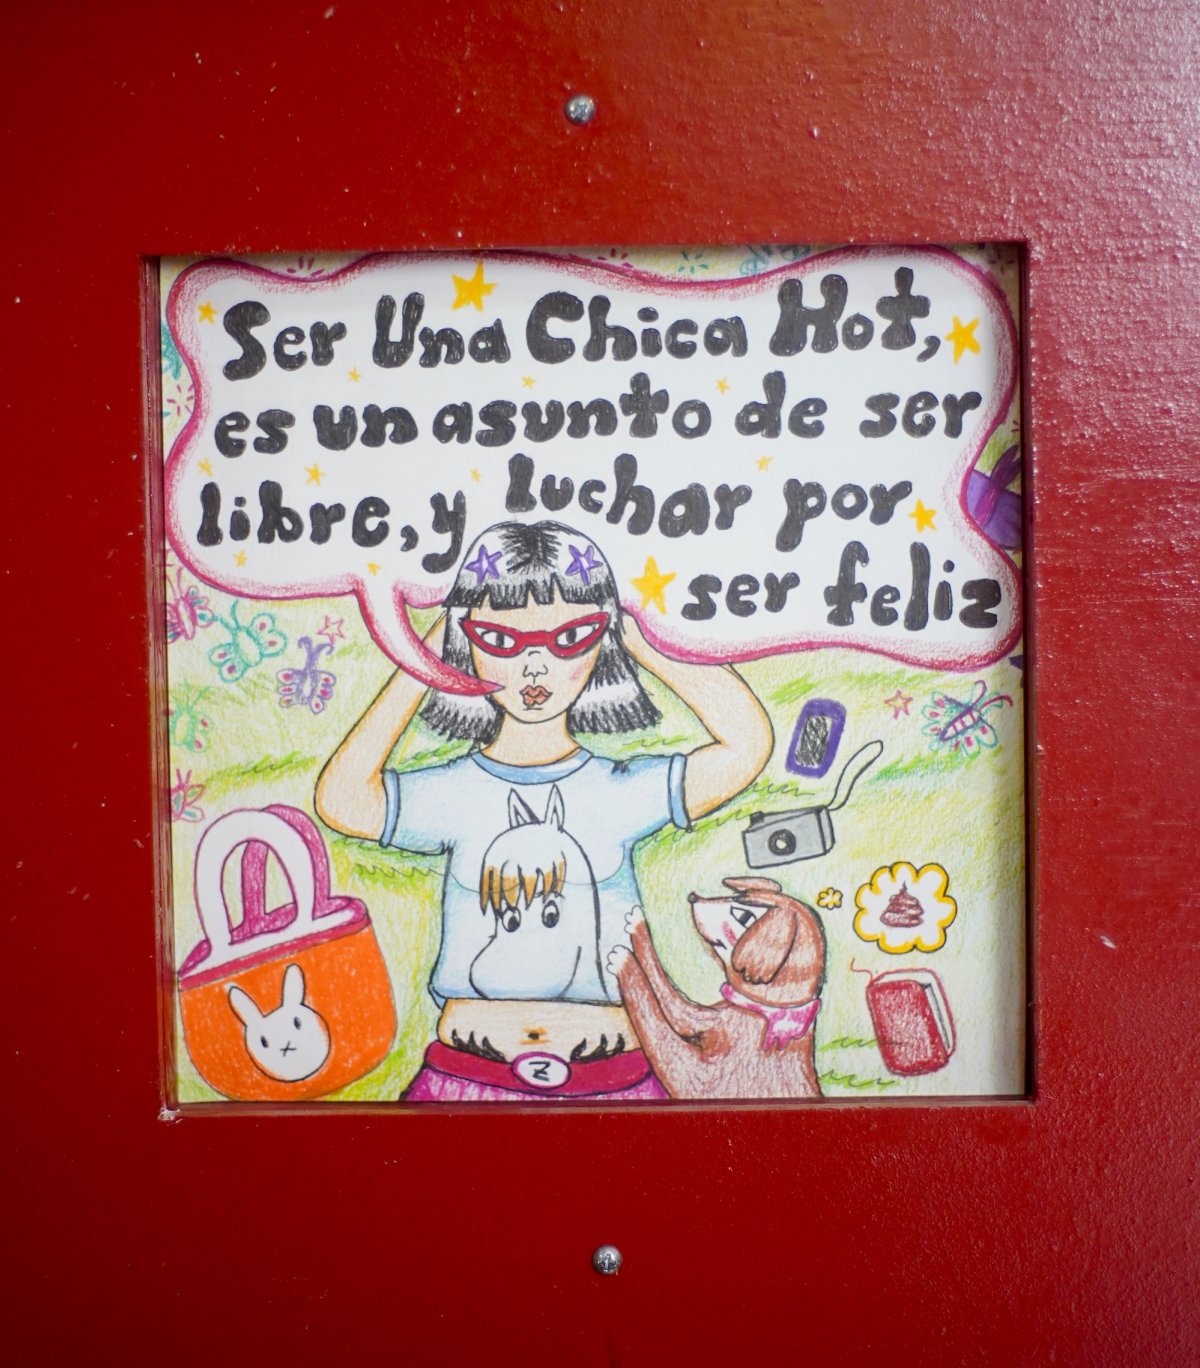 Ser Una Chica Hot,
es un asunto de ser
libre, y luchar por
ser feliz
Z